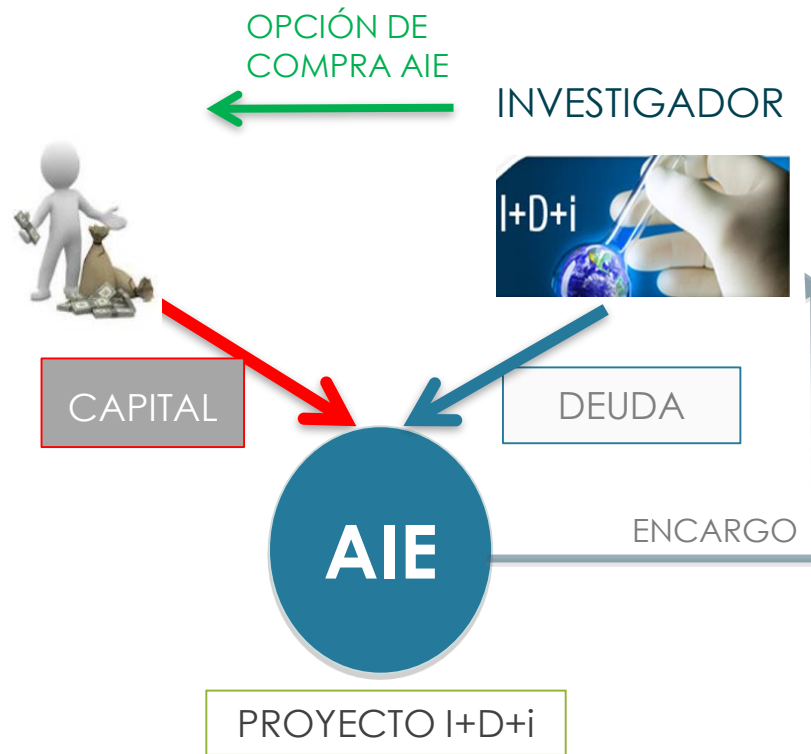 OPCIÓN DE
COMPRA AIE
INVESTIGADOR
I+D+i
CAPITAL
DEUDA
AIE
ENCARGO
PROYECTO I+D+i